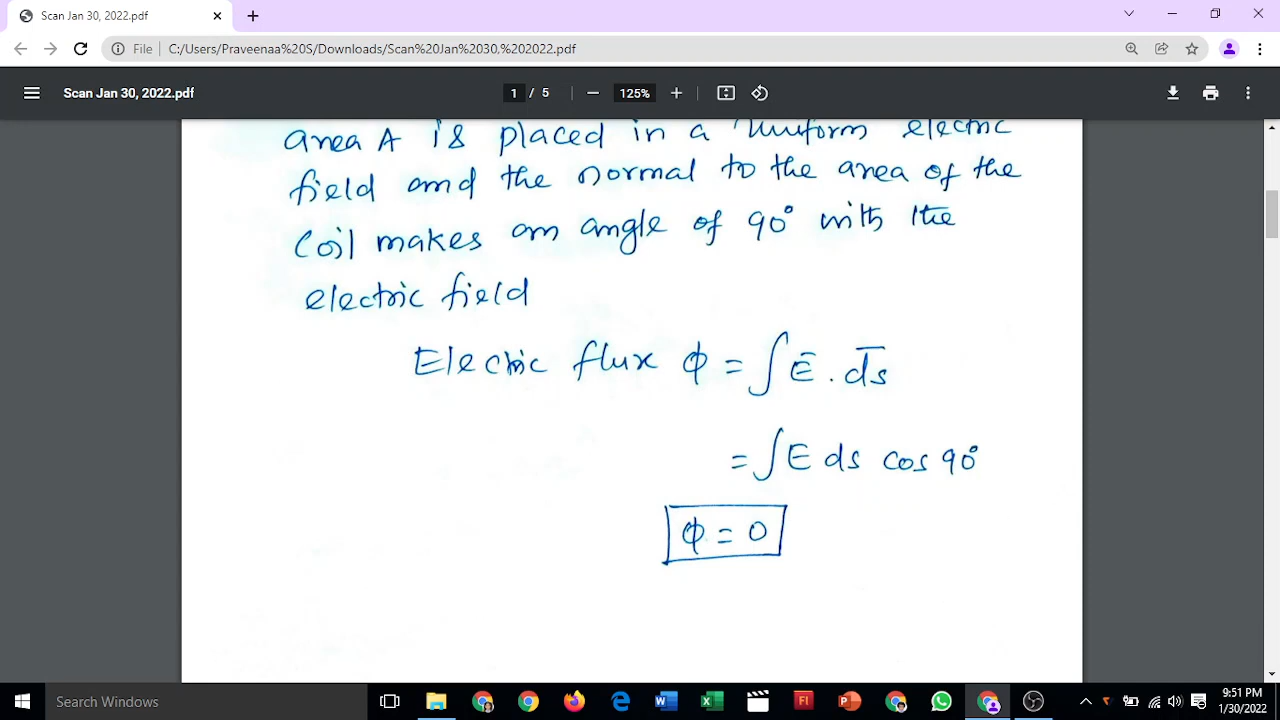 Scan Jan 30, 2022.pdf
File C:/Users/Praveenaa%20S/Downloads/Scan%20Jan%2030,%202022.pdf
Scan Jan 30, 2022.pdf
1 / 5
125%
area A is placed in a uniform electric
field and the normal to the area of the
Coil makes an angle of 90° with the
electric field
Electric flux ϕ = ∫ E̅ . d̅s̅
= ∫ E ds cos 90°
ϕ = 0
Search Windows
9:51 PM
1/30/2022